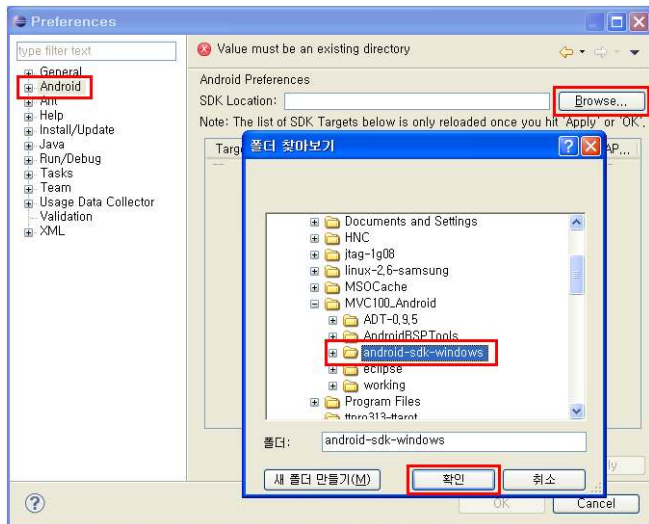 Preferences
type filter text
General
Android
Ant
Help
Install/Update
Java
Run/Debug
Tasks
Team
Usage Data Collector
Validation
XML
Value must be an existing directory
Android Preferences
SDK Location:
Browse...
Note: The list of SDK Targets below is only reloaded once you hit 'Apply' or 'OK'.
Targ
AP...
폴더 찾아보기
Documents and Settings
HNC
jtag-1g08
linux-2,6-samsung
MSOCache
MVC100_Android
ADT-0,9,5
AndroidBSPTools
android-sdk-windows
eclipse
working
Program Files
폴더:
android-sdk-windows
새 폴더 만들기(M)
확인
취소
ly
OK
Cancel